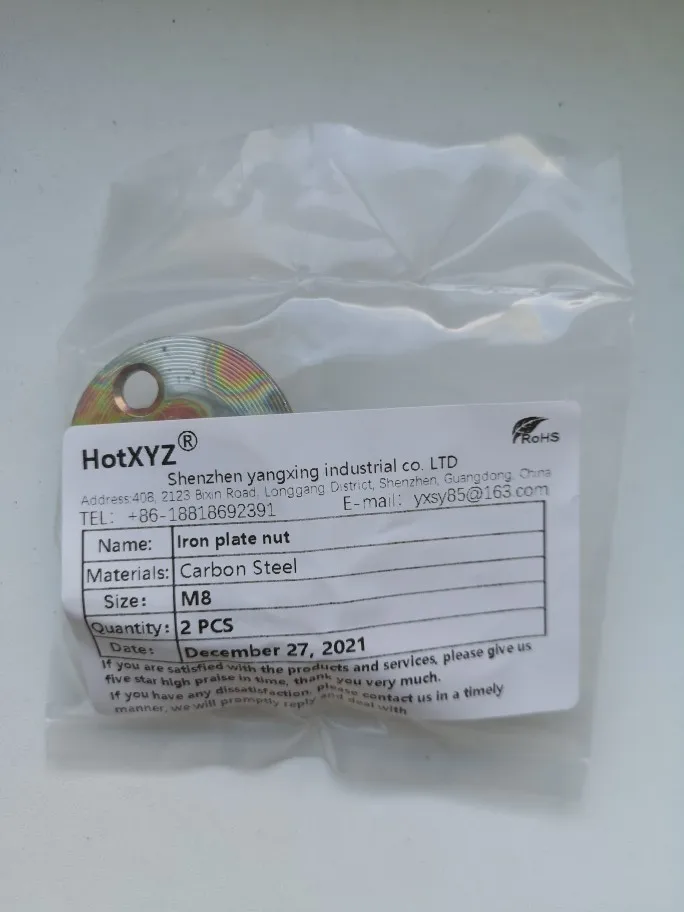 RoHS
HotXYZ®
Shenzhen yangxing industrial co. LTD
Address:408, 2123 Bixin Road, Longgang District, Shenzhen, Guangdong, China
TEL: +86-18818692391 E-mail: yxsy85@163.com
Name: Iron plate nut
Materials: Carbon Steel
Size: M8
Quantity: 2 PCS
Date: December 27, 2021
If you are satisfied with the products and services, please give us
five star high praise in time, thank you very much.
If you have any dissatisfaction, please contact us in a timely
manner, we will promptly reply and deal with